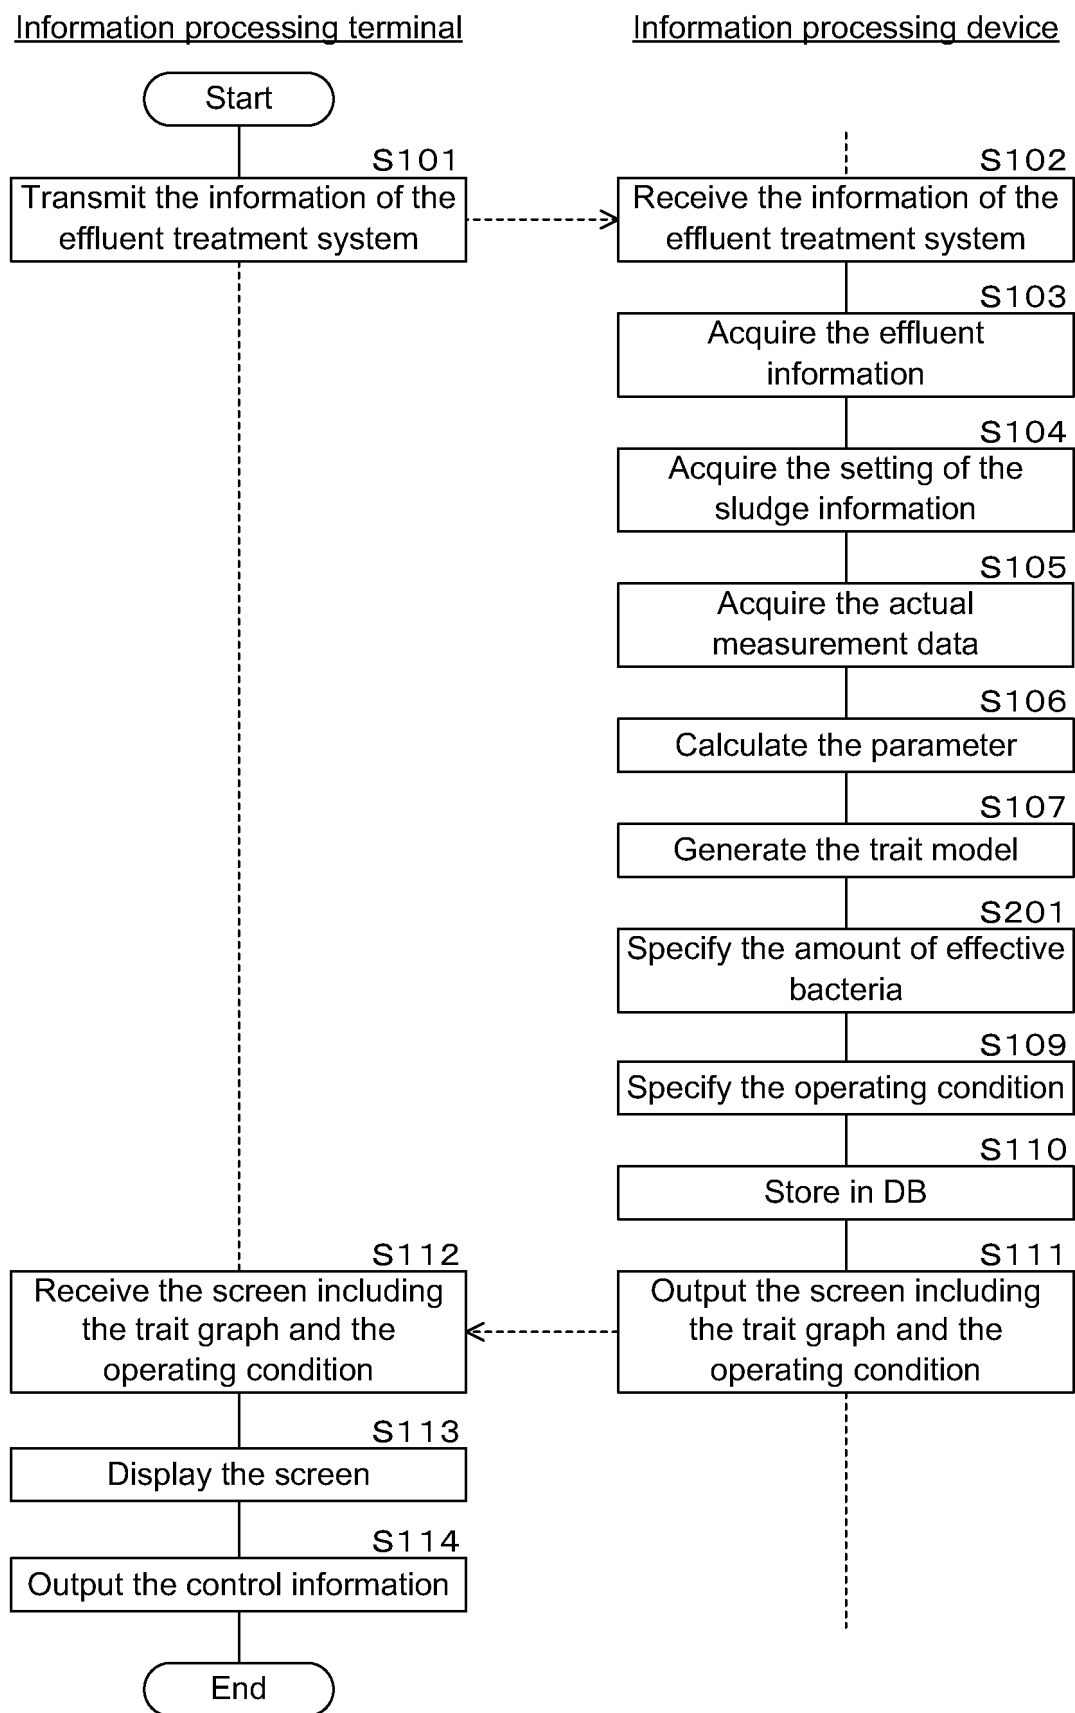 Information processing terminal
Information processing device
Start
S101
Transmit the information of the
effluent treatment system
S102
Receive the information of the
effluent treatment system
S103
Acquire the effluent
information
S104
Acquire the setting of the
sludge information
S105
Acquire the actual
measurement data
S106
Calculate the parameter
S107
Generate the trait model
S201
Specify the amount of effective
bacteria
S109
Specify the operating condition
S110
Store in DB
S111
Output the screen including
the trait graph and the
operating condition
S112
Receive the screen including
the trait graph and the
operating condition
S113
Display the screen
S114
Output the control information
End